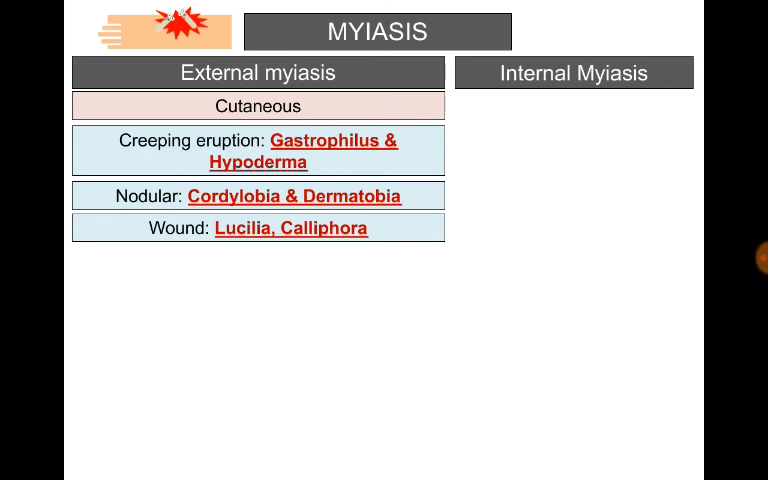 MYIASIS
External myiasis
Internal Myiasis
Cutaneous
Creeping eruption: Gastrophilus &
Hypoderma
Nodular: Cordylobia & Dermatobia
Wound: Lucilia, Calliphora